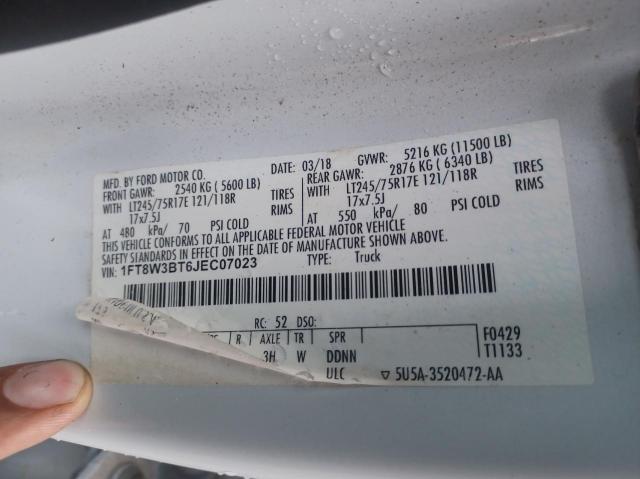 MFD. BY FORD MOTOR CO.
DATE: 03/18 GVWR: 5216 KG (11500 LB)
FRONT GAWR: 2540 KG ( 5600 LB)
REAR GAWR: 2876 KG ( 6340 LB)
WITH LT245/75R17E 121/118R TIRES
WITH LT245/75R17E 121/118R TIRES
17x7.5J RIMS
17x7.5J RIMS
AT 480 kPa/ 70 PSI COLD
AT 550 kPa/ 80 PSI COLD
THIS VEHICLE CONFORMS TO ALL APPLICABLE FEDERAL MOTOR VEHICLE
SAFETY STANDARDS IN EFFECT ON THE DATE OF MANUFACTURE SHOWN ABOVE.
VIN: 1FT8W3BT6JEC07023 TYPE: Truck
RC: 52 DSO:
R AXLE TR SPR
3H W DDNN
ULC
F0429
T1133
▽ 5U5A-3520472-AA